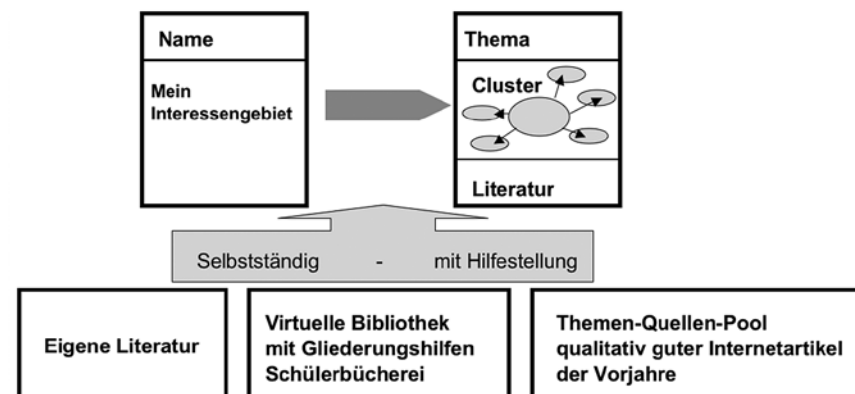 Name
Mein
Interessengebiet
Thema
Cluster
Literatur
Selbstständig - mit Hilfestellung
Eigene Literatur
Virtuelle Bibliothek
mit Gliederungshilfen
Schülerbücherei
Themen-Quellen-Pool
qualitativ guter Internetartikel
der Vorjahre